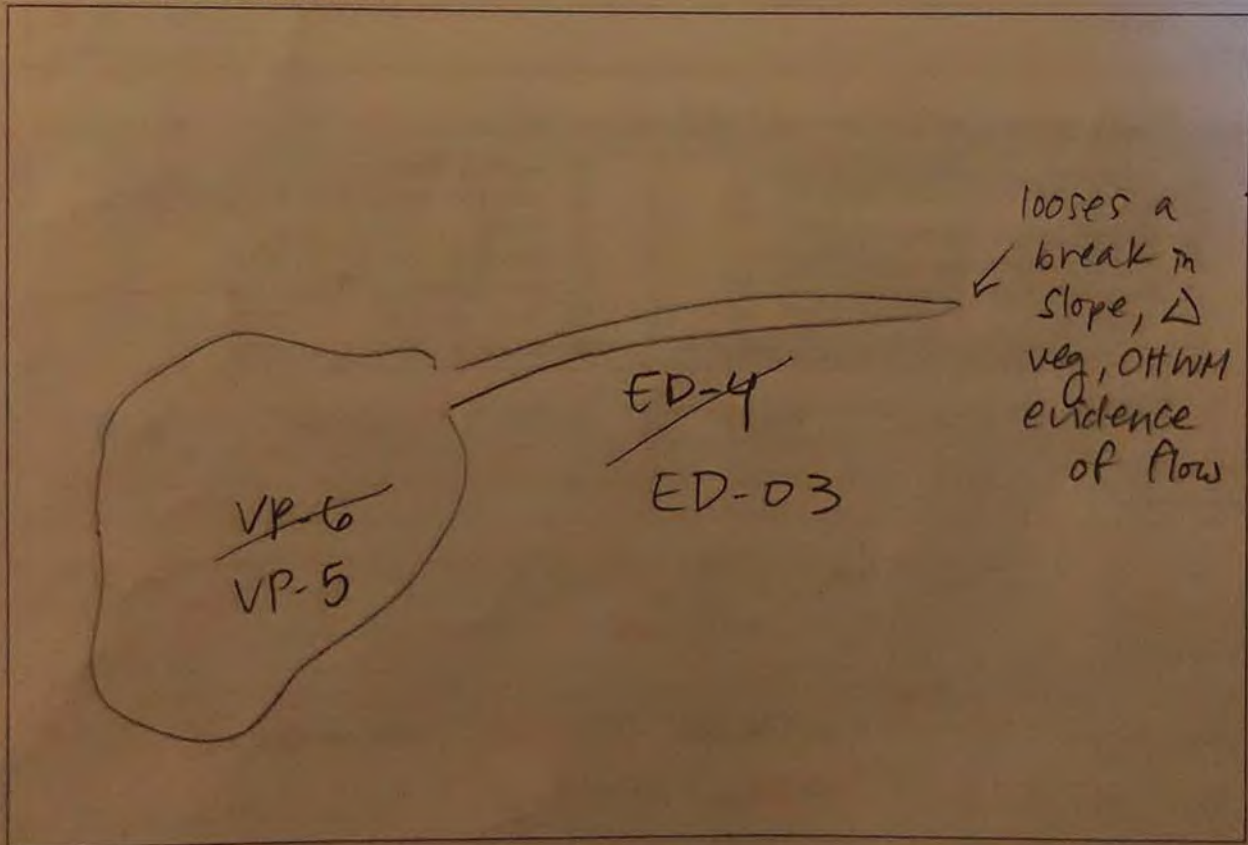 looses a
break in
slope, Δ
veg, OHWM
evidence
of flow
ED-4
ED-03
VP-6
VP-5